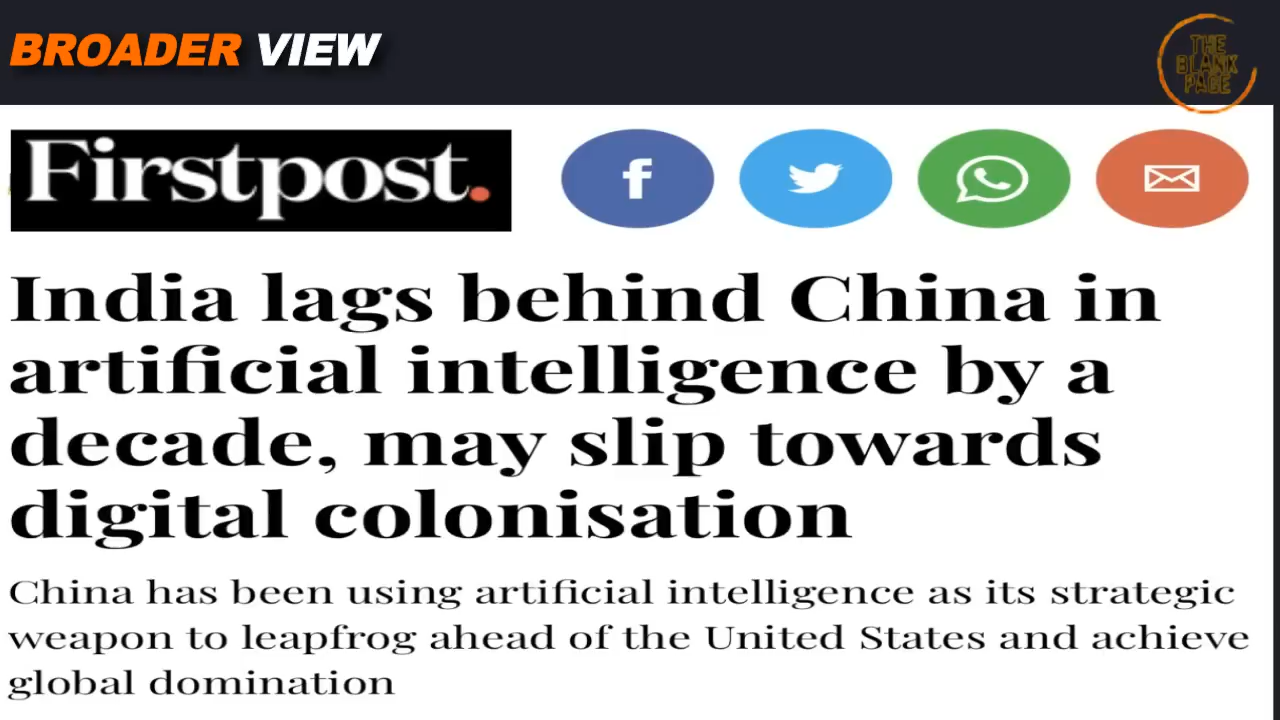 BROADER VIEW
THE
BLANK
PAGE
Firstpost.
f
India lags behind China in
artificial intelligence by a
decade, may slip towards
digital colonisation
China has been using artificial intelligence as its strategic
weapon to leapfrog ahead of the United States and achieve
global domination